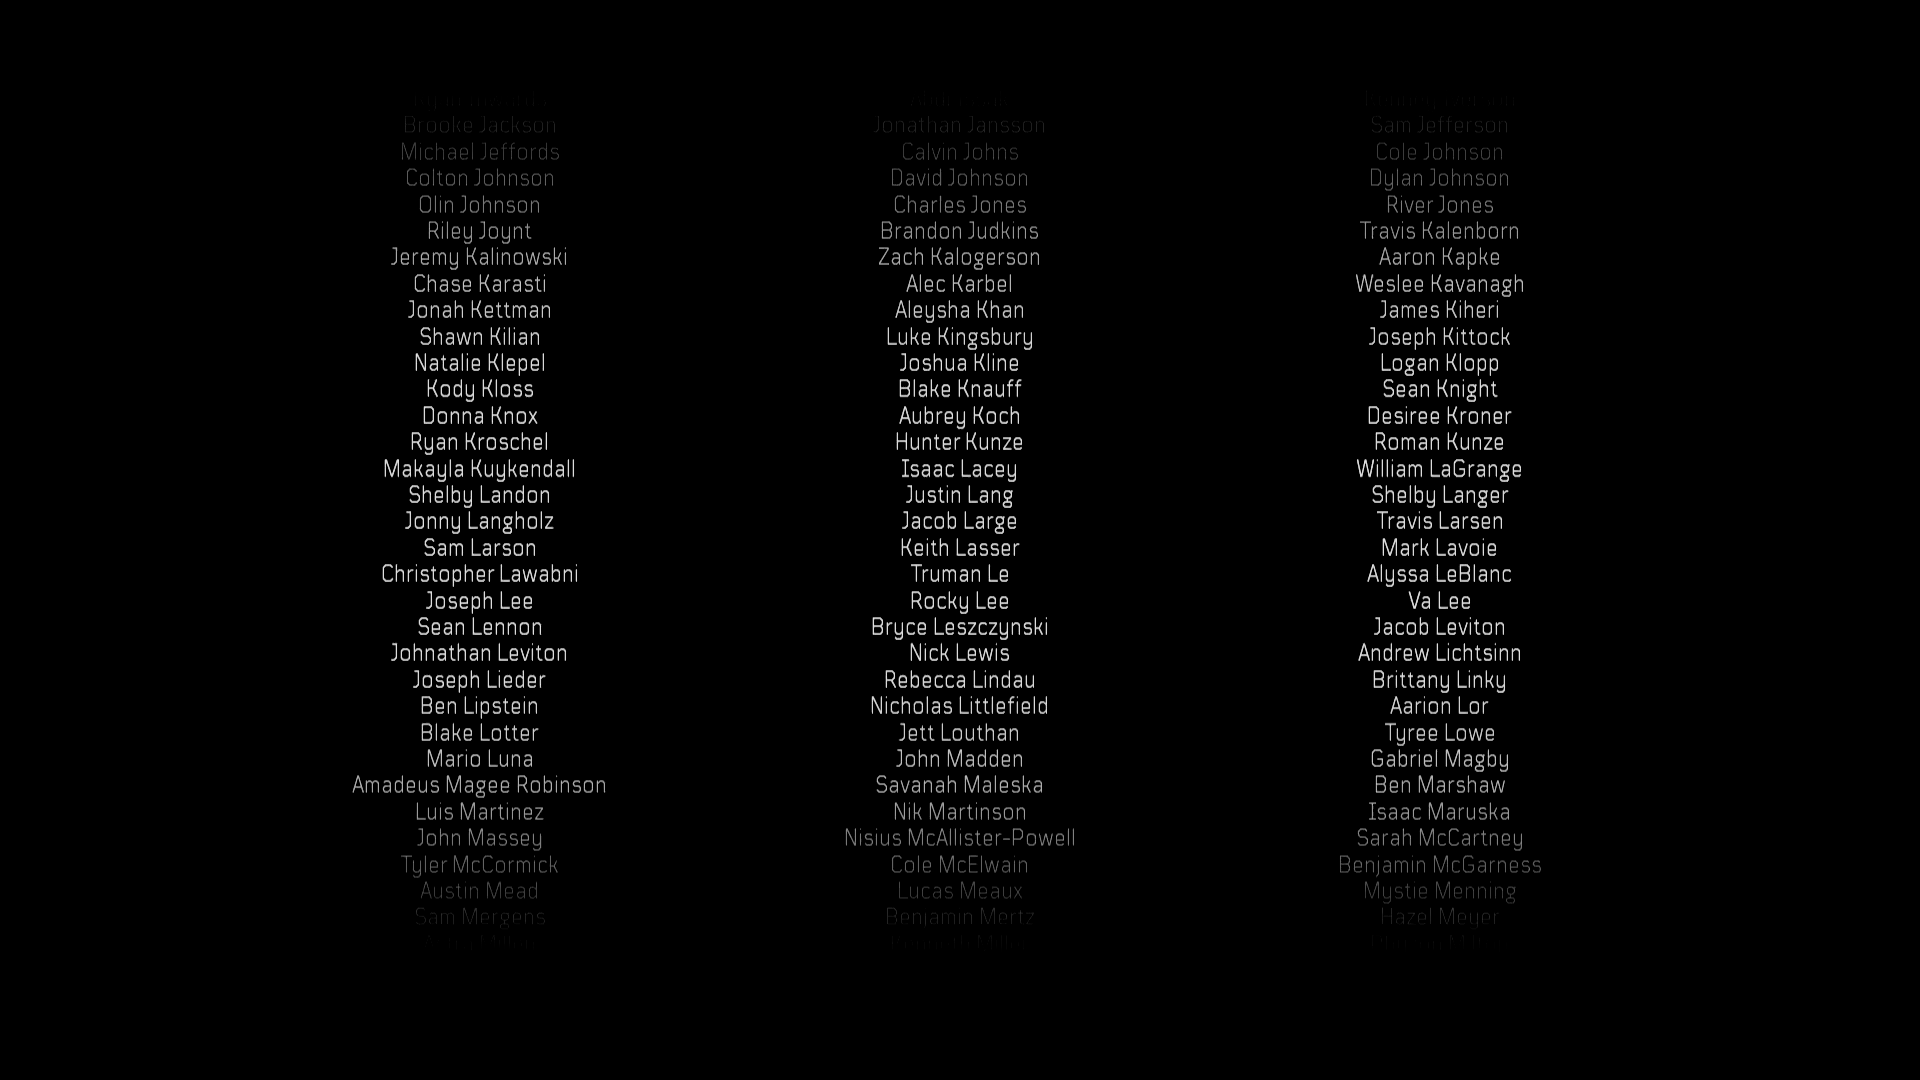 Brooke Jackson Jonathan Jansson Sam Jefferson
Michael Jeffords Calvin Johns Cole Johnson
Colton Johnson David Johnson Dylan Johnson
Olin Johnson Charles Jones River Jones
Riley Joynt Brandon Judkins Travis Kalenborn
Jeremy Kalinowski Zach Kalogerson Aaron Kapke
Chase Karasti Alec Karbel Weslee Kavanagh
Jonah Kettman Aleysha Khan James Kiheri
Shawn Kilian Luke Kingsbury Joseph Kittock
Natalie Klepel Joshua Kline Logan Klopp
Kody Kloss Blake Knauff Sean Knight
Donna Knox Aubrey Koch Desiree Kroner
Ryan Kroschel Hunter Kunze Roman Kunze
Makayla Kuykendall Isaac Lacey William LaGrange
Shelby Landon Justin Lang Shelby Langer
Jonny Langholz Jacob Large Travis Larsen
Sam Larson Keith Lasser Mark Lavoie
Christopher Lawabni Truman Le Alyssa LeBlanc
Joseph Lee Rocky Lee Va Lee
Sean Lennon Bryce Leszczynski Jacob Leviton
Johnathan Leviton Nick Lewis Andrew Lichtsinn
Joseph Lieder Rebecca Lindau Brittany Linky
Ben Lipstein Nicholas Littlefield Aarion Lor
Blake Lotter Jett Louthan Tyree Lowe
Mario Luna John Madden Gabriel Magby
Amadeus Magee Robinson Savanah Maleska Ben Marshaw
Luis Martinez Nik Martinson Isaac Maruska
John Massey Nisius McAllister-Powell Sarah McCartney
Tyler McCormick Cole McElwain Benjamin McGarness
Austin Mead Lucas Meaux Mystie Menning
Sam Mergens Benjamin Mertz Hazel Meyer